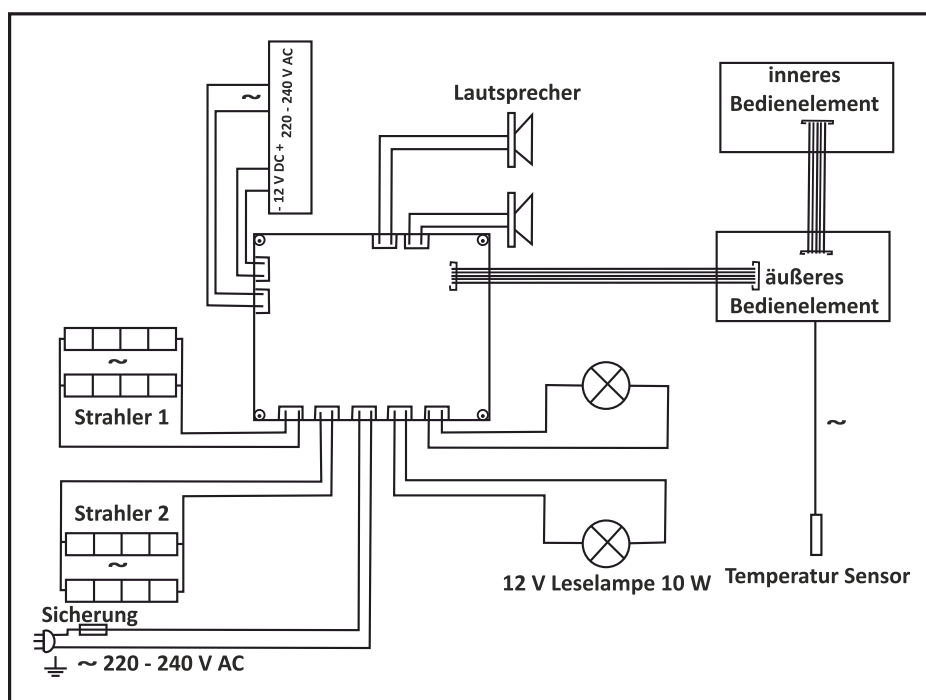 - 12 V DC + 220 - 240 V AC
~
Lautsprecher
inneres
Bedienelement
äußeres
Bedienelement
~
Strahler 1
~
Strahler 2
~
12 V Leselampe 10 W
Temperatur Sensor
Sicherung
~ 220 - 240 V AC